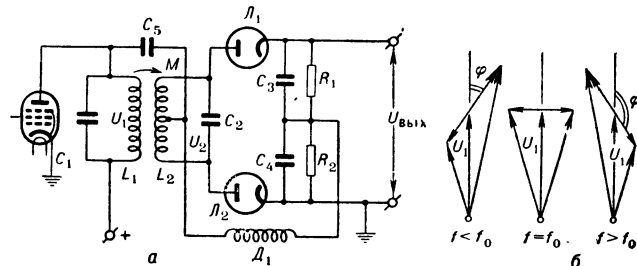 C₅
Л₁
M
C₁
U₁
L₁
L₂
U₂
C₂
C₃
R₁
C₄
R₂
Uвых
Л₂
Д₁
+
а
φ
U₁
U₁
φ
U₁
f < f₀
f = f₀
f > f₀
б